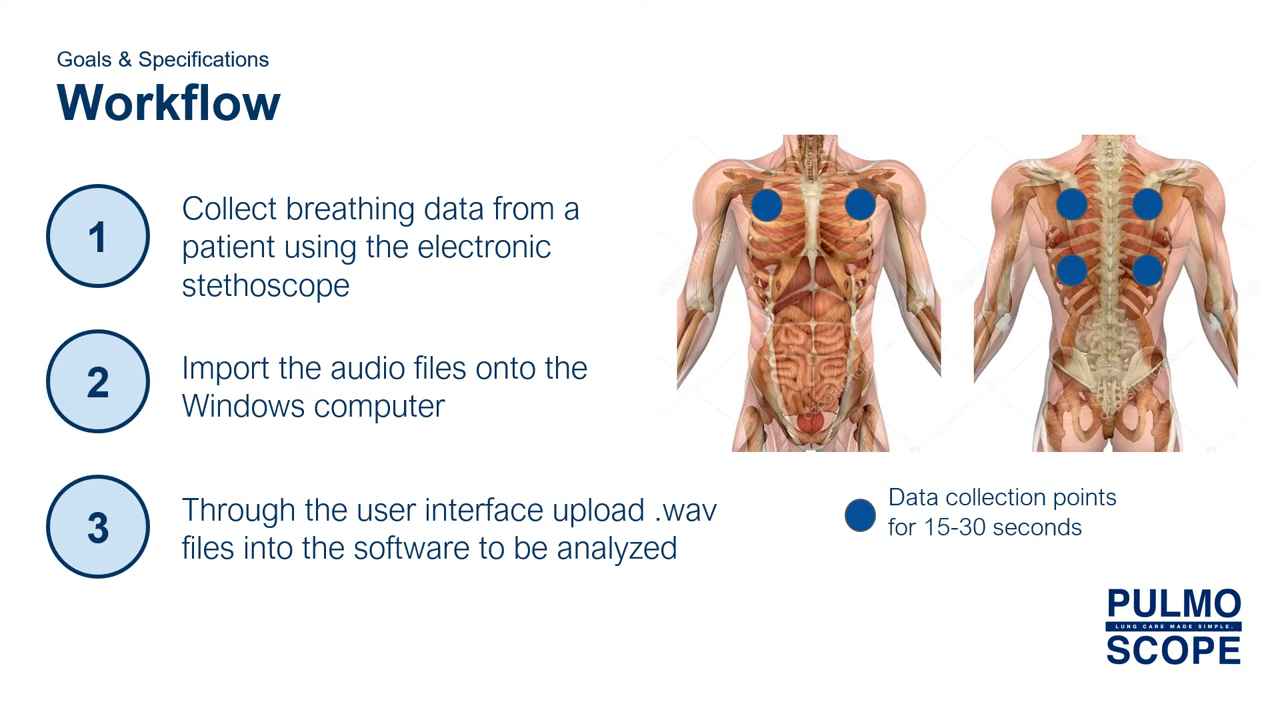 Goals & Specifications
Workflow
1
Collect breathing data from a
patient using the electronic
stethoscope
2
Import the audio files onto the
Windows computer
3
Through the user interface upload .wav
files into the software to be analyzed
Data collection points
for 15-30 seconds
PULMO
LUNG CARE MADE SIMPLE.
SCOPE